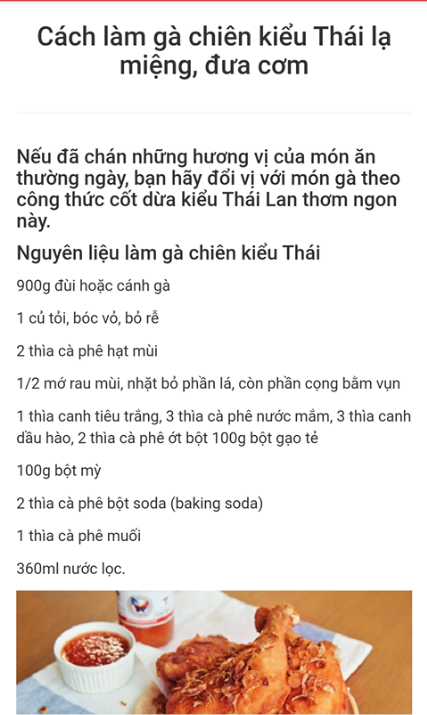 Cách làm gà chiên kiểu Thái lạ
miệng, đưa cơm
Nếu đã chán những hương vị của món ăn
thường ngày, bạn hãy đổi vị với món gà theo
công thức cốt dừa kiểu Thái Lan thơm ngon
này.
Nguyên liệu làm gà chiên kiểu Thái
900g đùi hoặc cánh gà
1 củ tỏi, bóc vỏ, bỏ rễ
2 thìa cà phê hạt mùi
1/2 mớ rau mùi, nhặt bỏ phần lá, còn phần cọng bằm vụn
1 thìa canh tiêu trắng, 3 thìa cà phê nước mắm, 3 thìa canh
dầu hào, 2 thìa cà phê ớt bột 100g bột gạo tẻ
100g bột mỳ
2 thìa cà phê bột soda (baking soda)
1 thìa cà phê muối
360ml nước lọc.